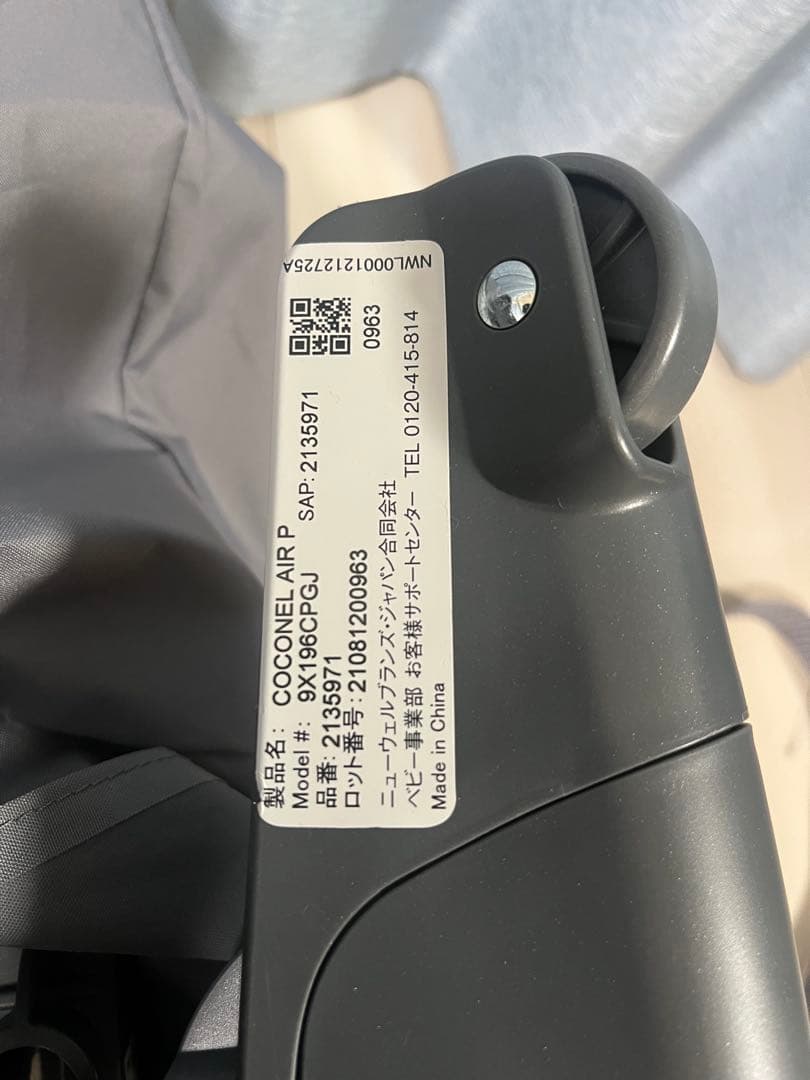 製品名: COCONEL AIR P
Model #: 9X196CPGJ
品番: 2135971 SAP: 2135971
ロット番号: 21081200963
ニューウェルブランズ・ジャパン合同会社
ベビー事業部 お客様サポートセンター TEL 0120-415-814
Made in China
0963
NWL0001212725A